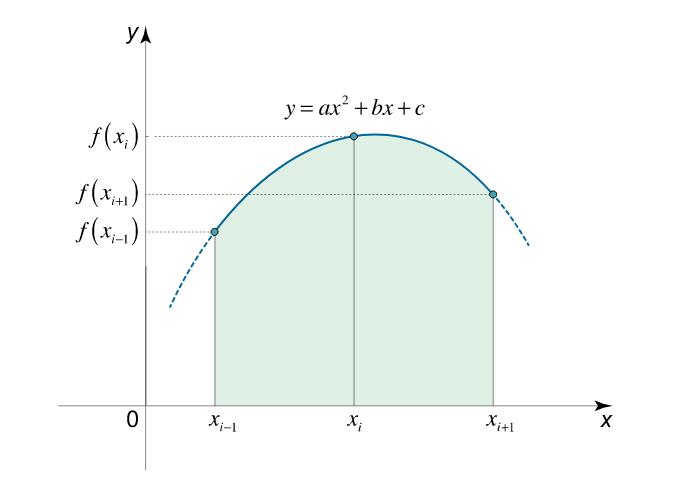 y
y = ax² + bx + c
f(xᵢ)
f(xᵢ₊₁)
f(xᵢ₋₁)
0
xᵢ₋₁
xᵢ
xᵢ₊₁
x